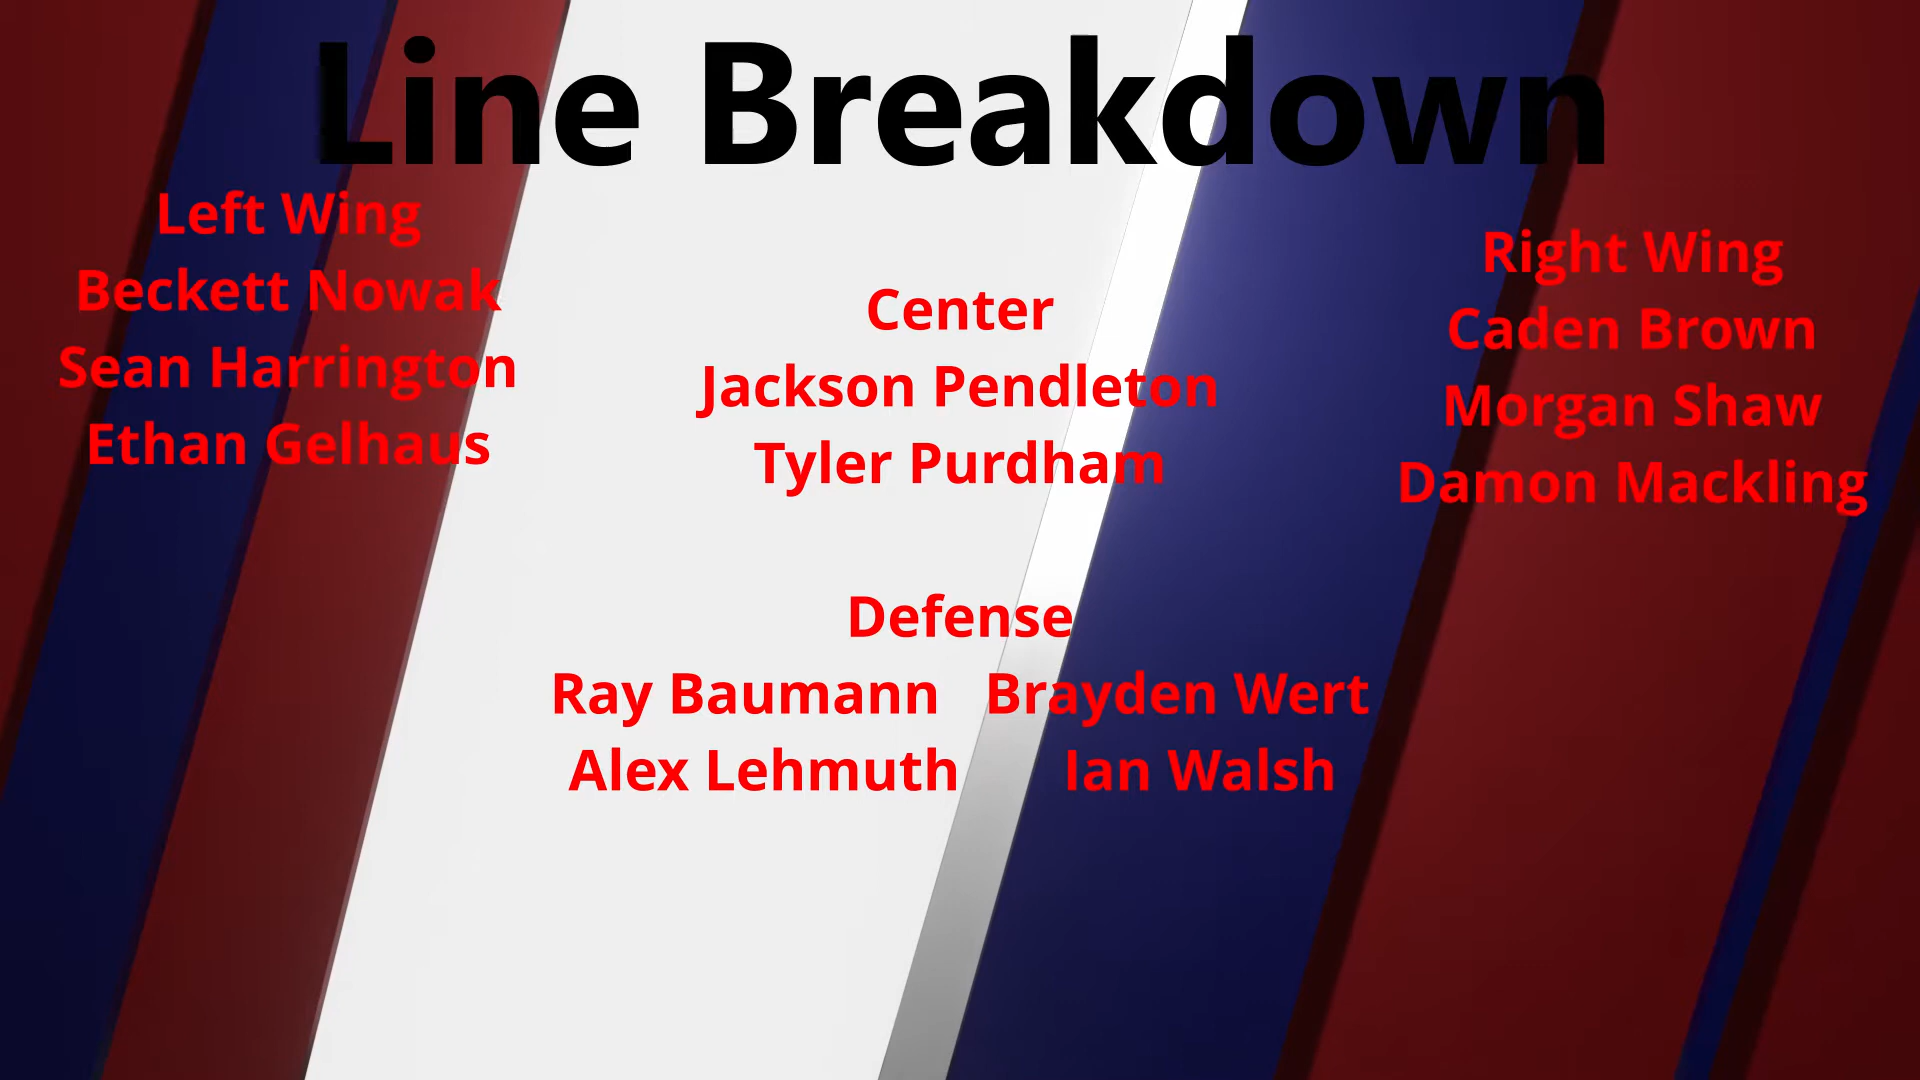 Line Breakdown
Left Wing
Beckett Nowak
Sean Harrington
Ethan Gelhaus
Center
Jackson Pendleton
Tyler Purdham
Right Wing
Caden Brown
Morgan Shaw
Damon Mackling
Defense
Ray Baumann Brayden Wert
Alex Lehmuth Ian Walsh